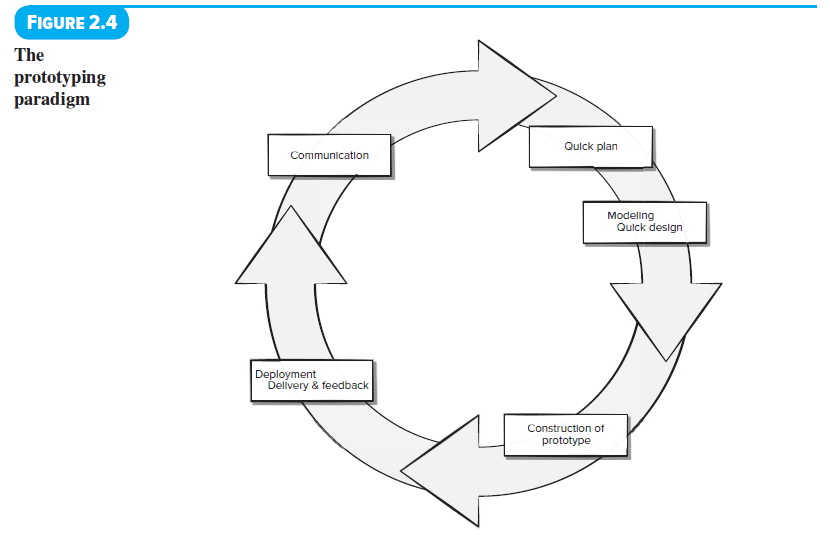 FIGURE 2.4
The
prototyping
paradigm
Communication
Quick plan
Modeling
Quick design
Construction of
prototype
Deployment
Delivery & feedback